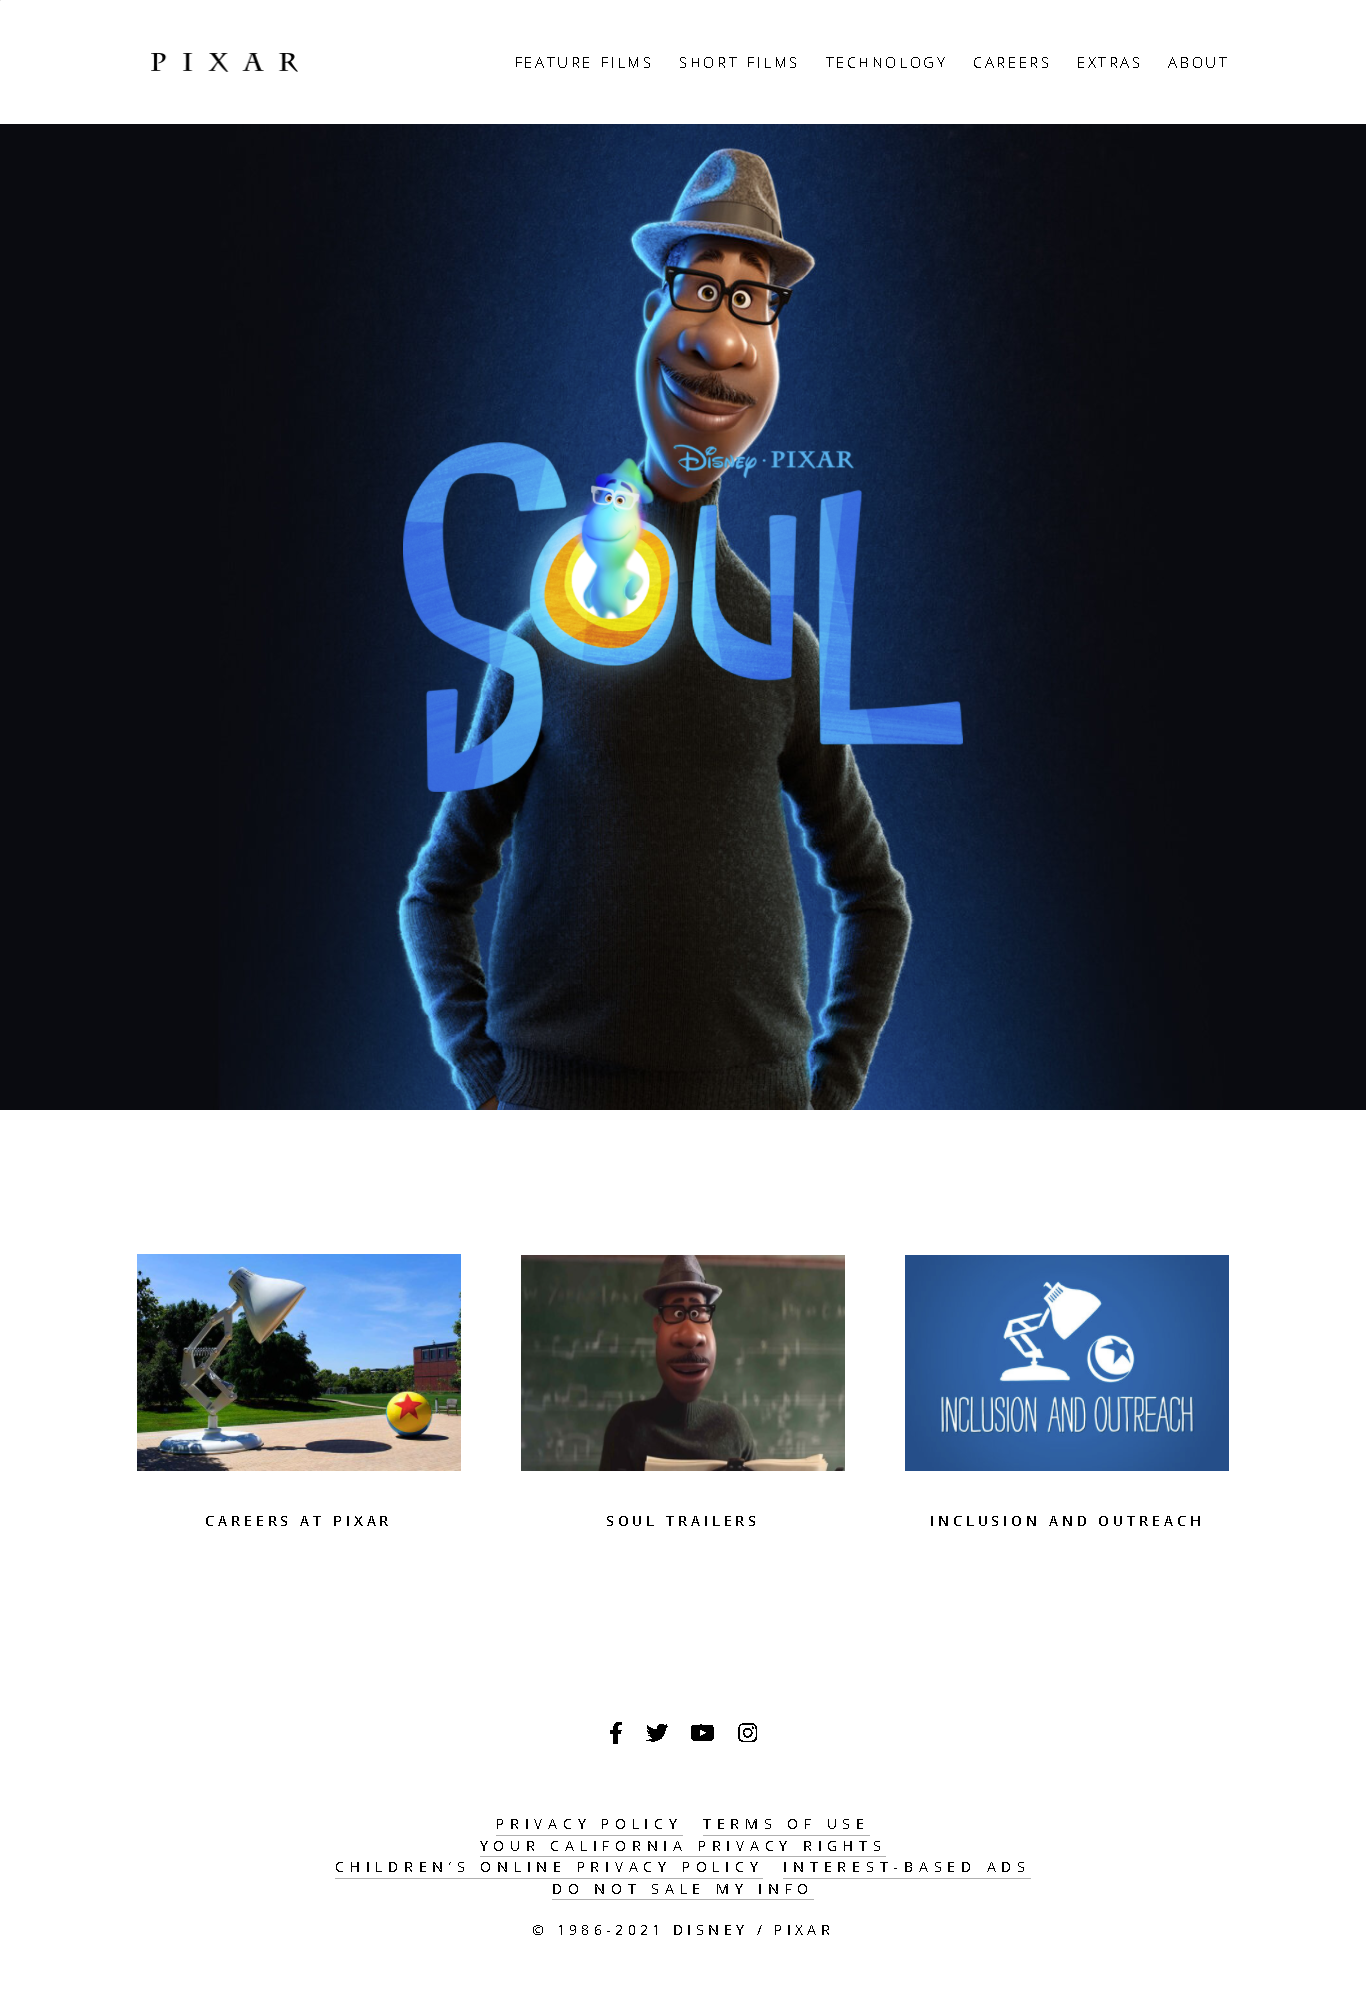 PIXAR
FEATURE FILMS SHORT FILMS TECHNOLOGY CAREERS EXTRAS ABOUT
Disney · PIXAR
SOUL
INCLUSION AND OUTREACH
CAREERS AT PIXAR
SOUL TRAILERS
INCLUSION AND OUTREACH
PRIVACY POLICY TERMS OF USE
YOUR CALIFORNIA PRIVACY RIGHTS
CHILDREN'S ONLINE PRIVACY POLICY INTEREST-BASED ADS
DO NOT SALE MY INFO
© 1986-2021 DISNEY / PIXAR